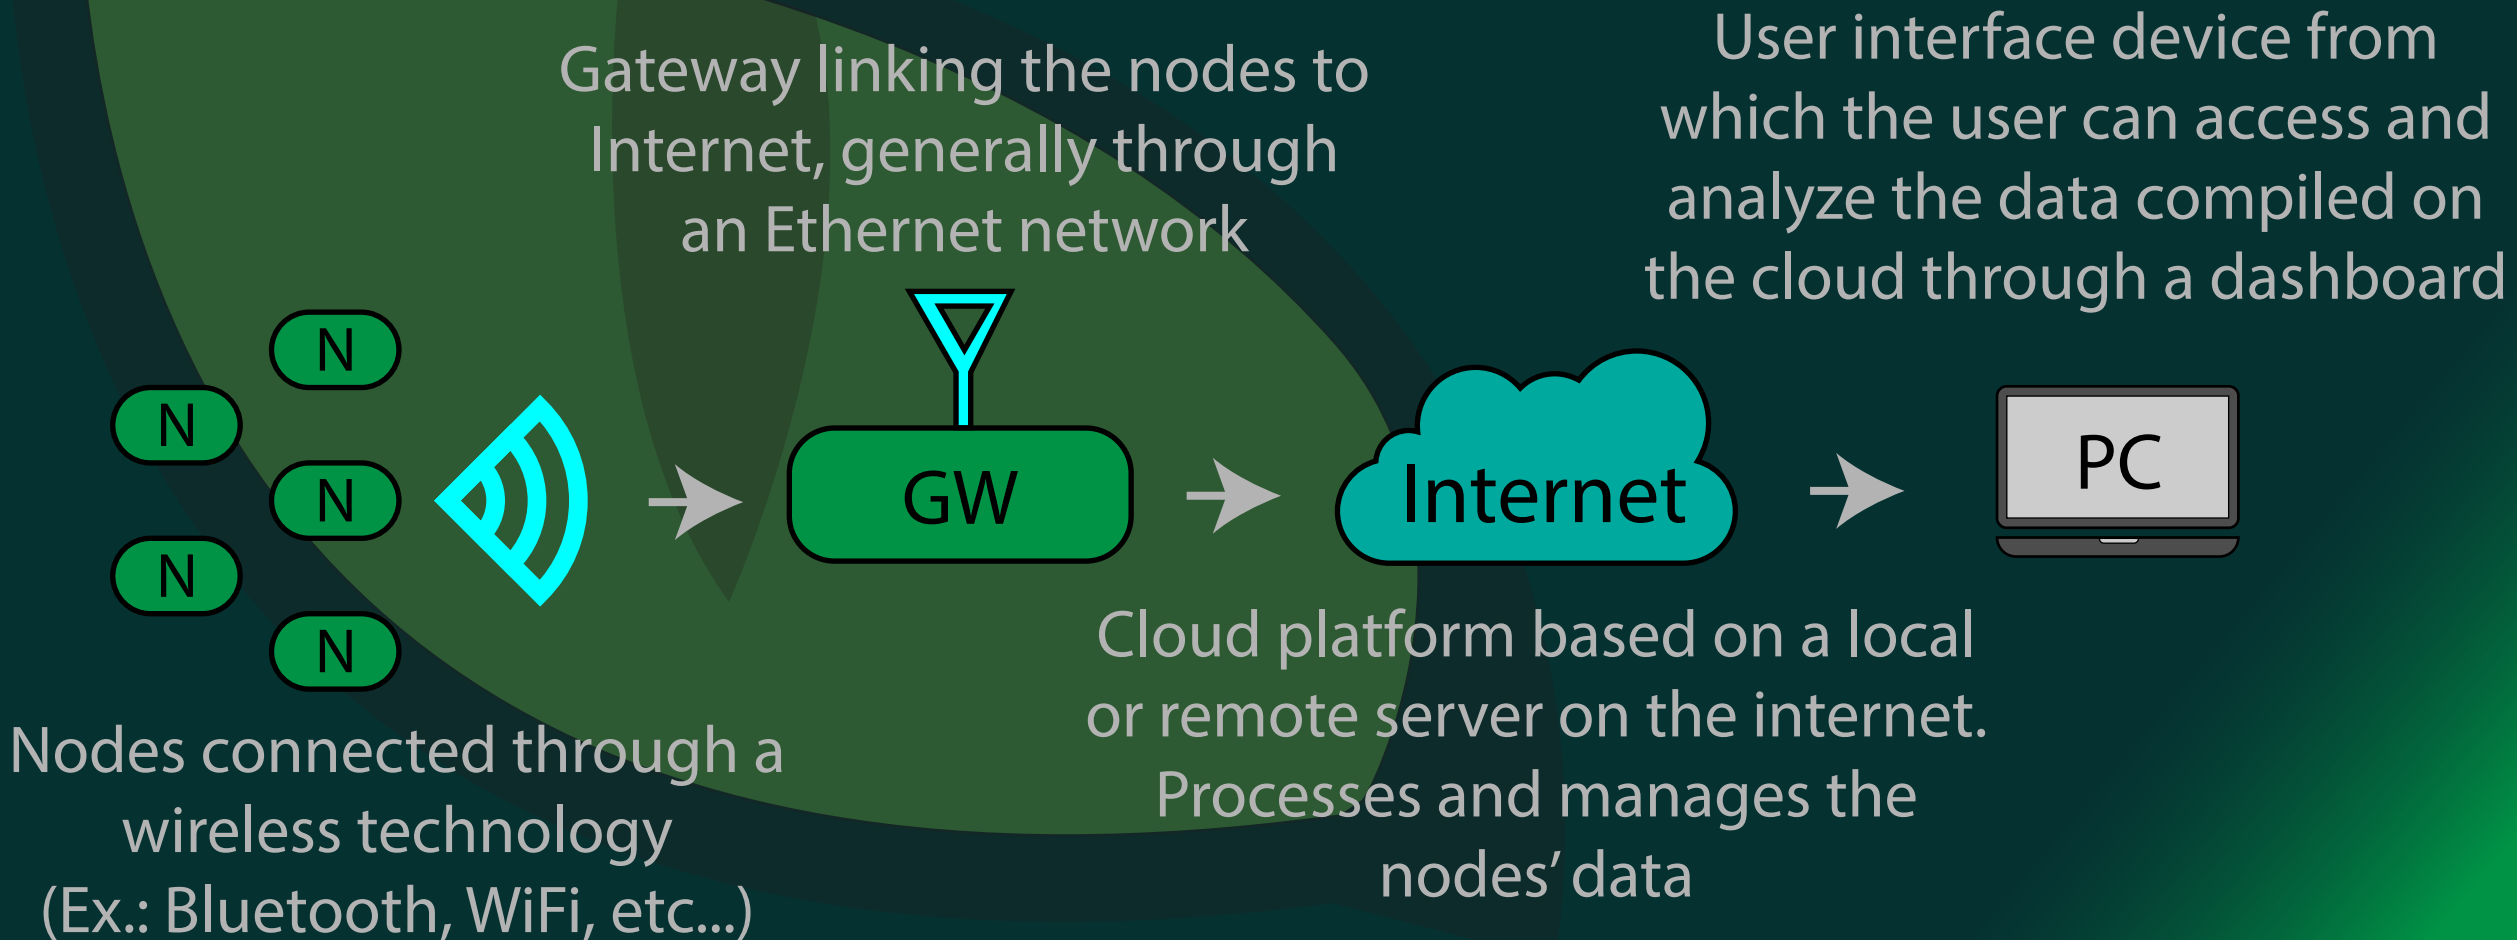 Gateway linking the nodes to
Internet, generally through
an Ethernet network
User interface device from
which the user can access and
analyze the data compiled on
the cloud through a dashboard
N
N
N
N
N
GW
Internet
PC
Nodes connected through a
wireless technology
(Ex.: Bluetooth, WiFi, etc...)
Cloud platform based on a local
or remote server on the internet.
Processes and manages the
nodes’ data